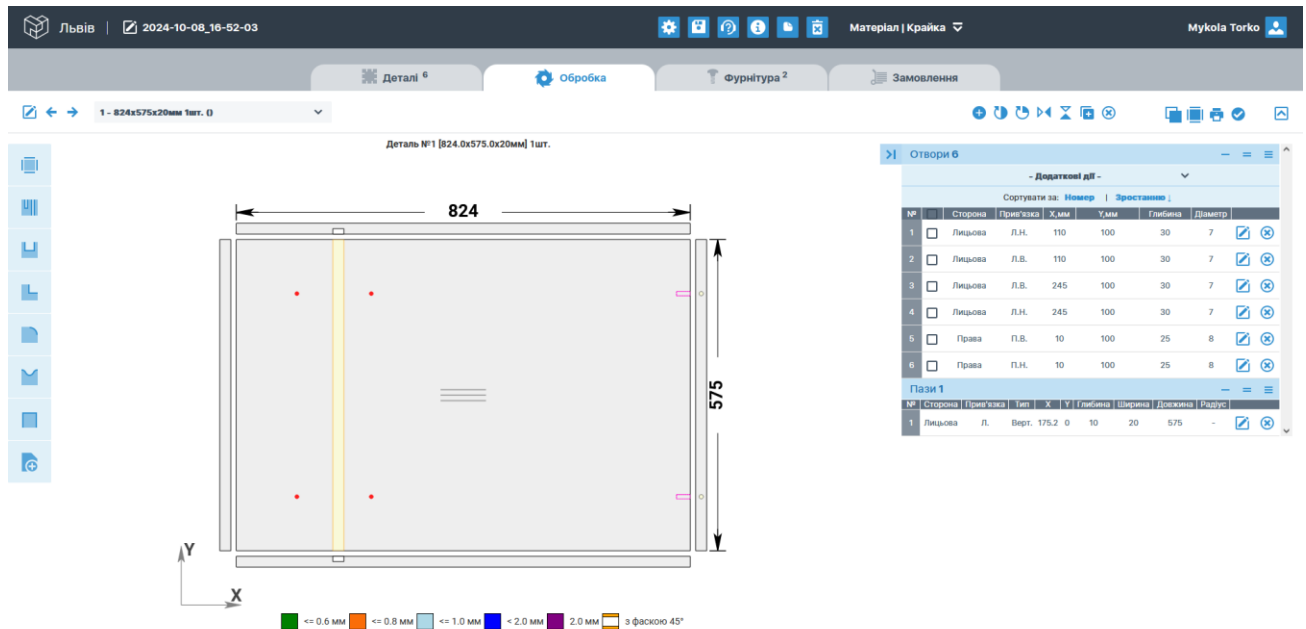 Львів | 2024-10-08_16-52-03 Матеріал | Крайка Mykola Torko
Деталі 6 Обробка Фурнітура 2 Замовлення
1 - 824x575x20мм 1шт. ()
Деталь №1 [824.0x575.0x20мм] 1шт.
824
575
Y
X
<= 0.6 мм <= 0.8 мм <= 1.0 мм < 2.0 мм 2.0 мм з фаскою 45°
Отвори 6
- Додаткові дії -
Сортувати за: Номер | Зростанню ↓
№ Сторона Прив'язка X,мм Y,мм Глибина Діаметр
1 Лицьова Л.Н. 110 100 30 7
2 Лицьова Л.В. 110 100 30 7
3 Лицьова Л.В. 245 100 30 7
4 Лицьова Л.Н. 245 100 30 7
5 Права П.В. 10 100 25 8
6 Права П.Н. 10 100 25 8
Пази 1
№ Сторона Прив'язка Тип X Y Глибина Ширина Довжина Радіус
1 Лицьова Л. Верт. 175.2 0 10 20 575 -